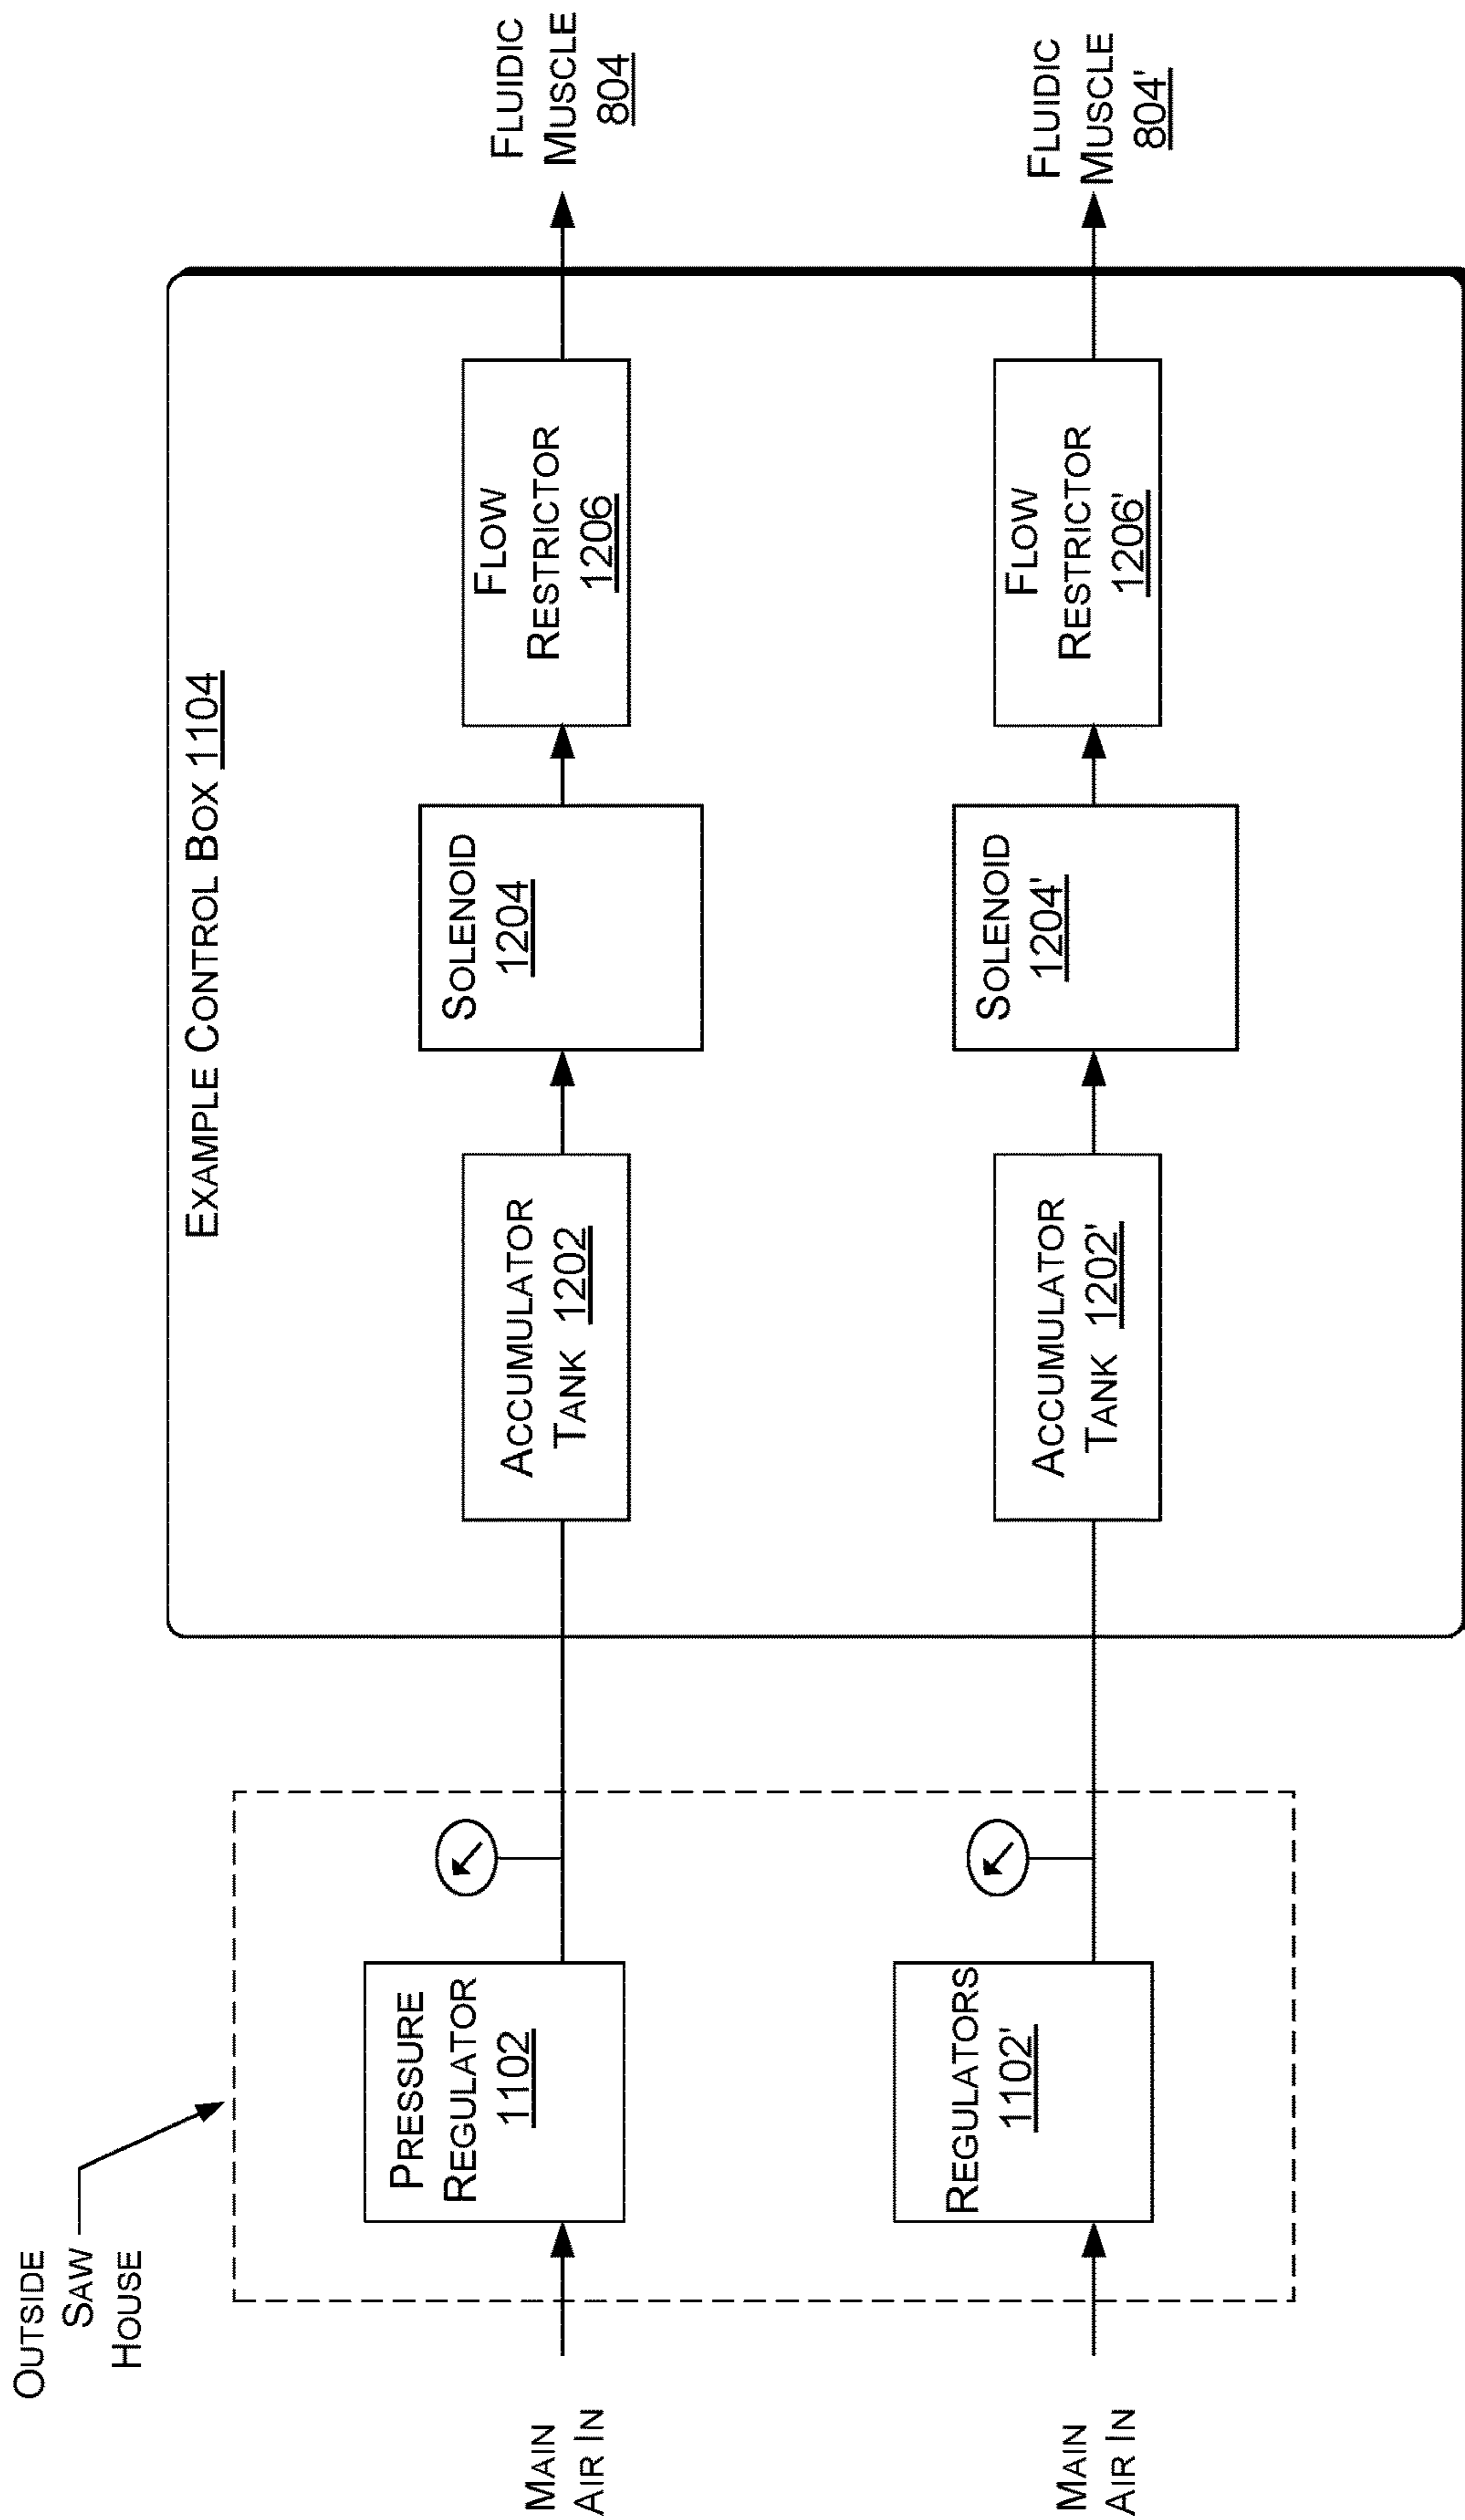 OUTSIDE
SAW
HOUSE
MAIN
AIR IN
PRESSURE
REGULATOR
1102
EXAMPLE CONTROL BOX 1104
ACCUMULATOR
TANK 1202
SOLENOID
1204
FLOW
RESTRICTOR
1206
FLUIDIC
MUSCLE
804
MAIN
AIR IN
REGULATORS
1102'
ACCUMULATOR
TANK 1202'
SOLENOID
1204'
FLOW
RESTRICTOR
1206'
FLUIDIC
MUSCLE
804'